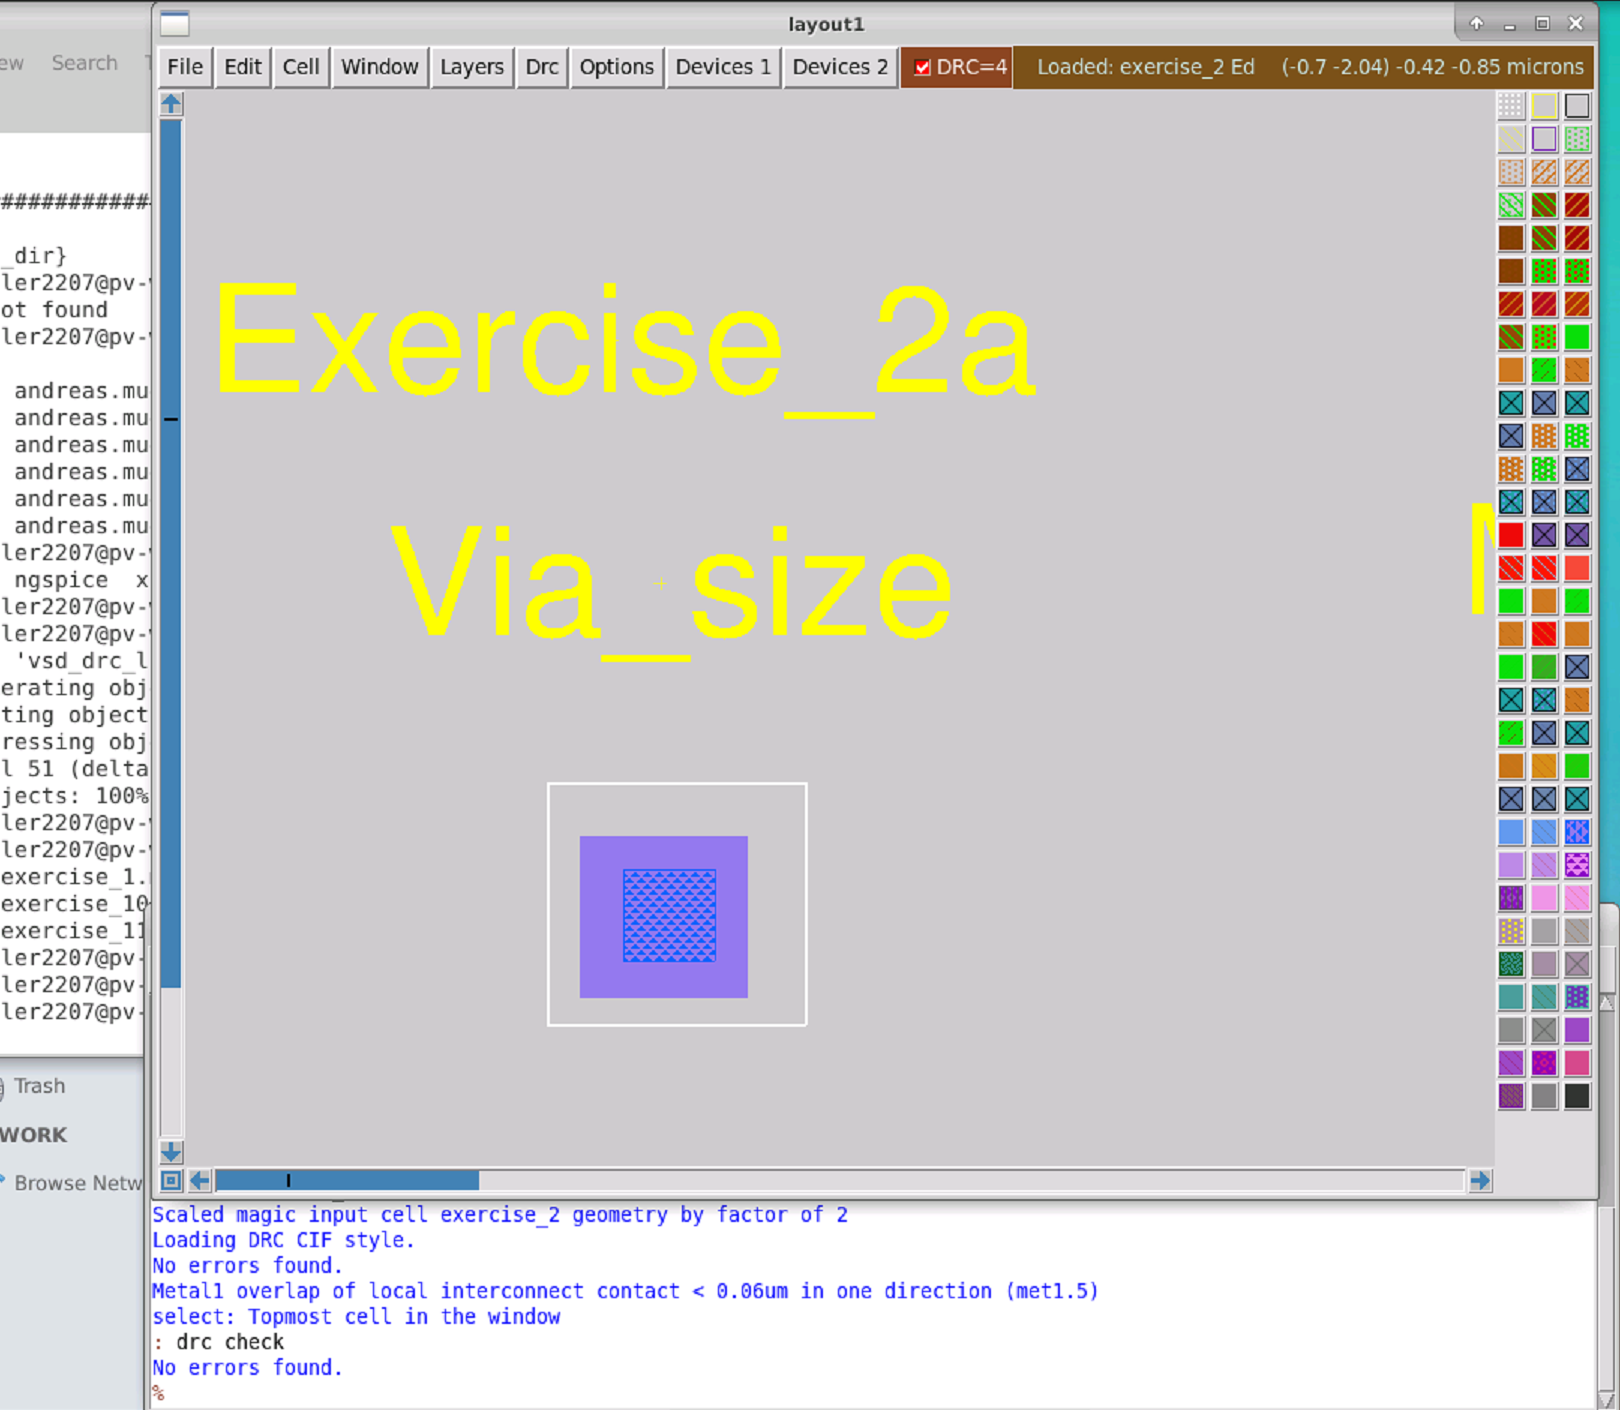 layout1
File Edit Cell Window Layers Drc Options Devices 1 Devices 2 DRC=4 Loaded: exercise_2 Ed (-0.7 -2.04) -0.42 -0.85 microns
ew Search
############
_dir}
ler2207@pv-
ot found
ler2207@pv-
andreas.mu
andreas.mu
andreas.mu
andreas.mu
andreas.mu
andreas.mu
ler2207@pv-
ngspice x
ler2207@pv-
ler2207@pv-
'vsd_drc_l
erating obj
ting object
ressing obj
l 51 (delta
jects: 100%
ler2207@pv-
ler2207@pv-
exercise_1.
exercise_10
exercise_11
ler2207@pv-
ler2207@pv-
ler2207@pv-
Trash
WORK
Browse Netw
Exercise_2a
Via_size
Scaled magic input cell exercise_2 geometry by factor of 2
Loading DRC CIF style.
No errors found.
Metal1 overlap of local interconnect contact < 0.06um in one direction (met1.5)
select: Topmost cell in the window
: drc check
No errors found.
%